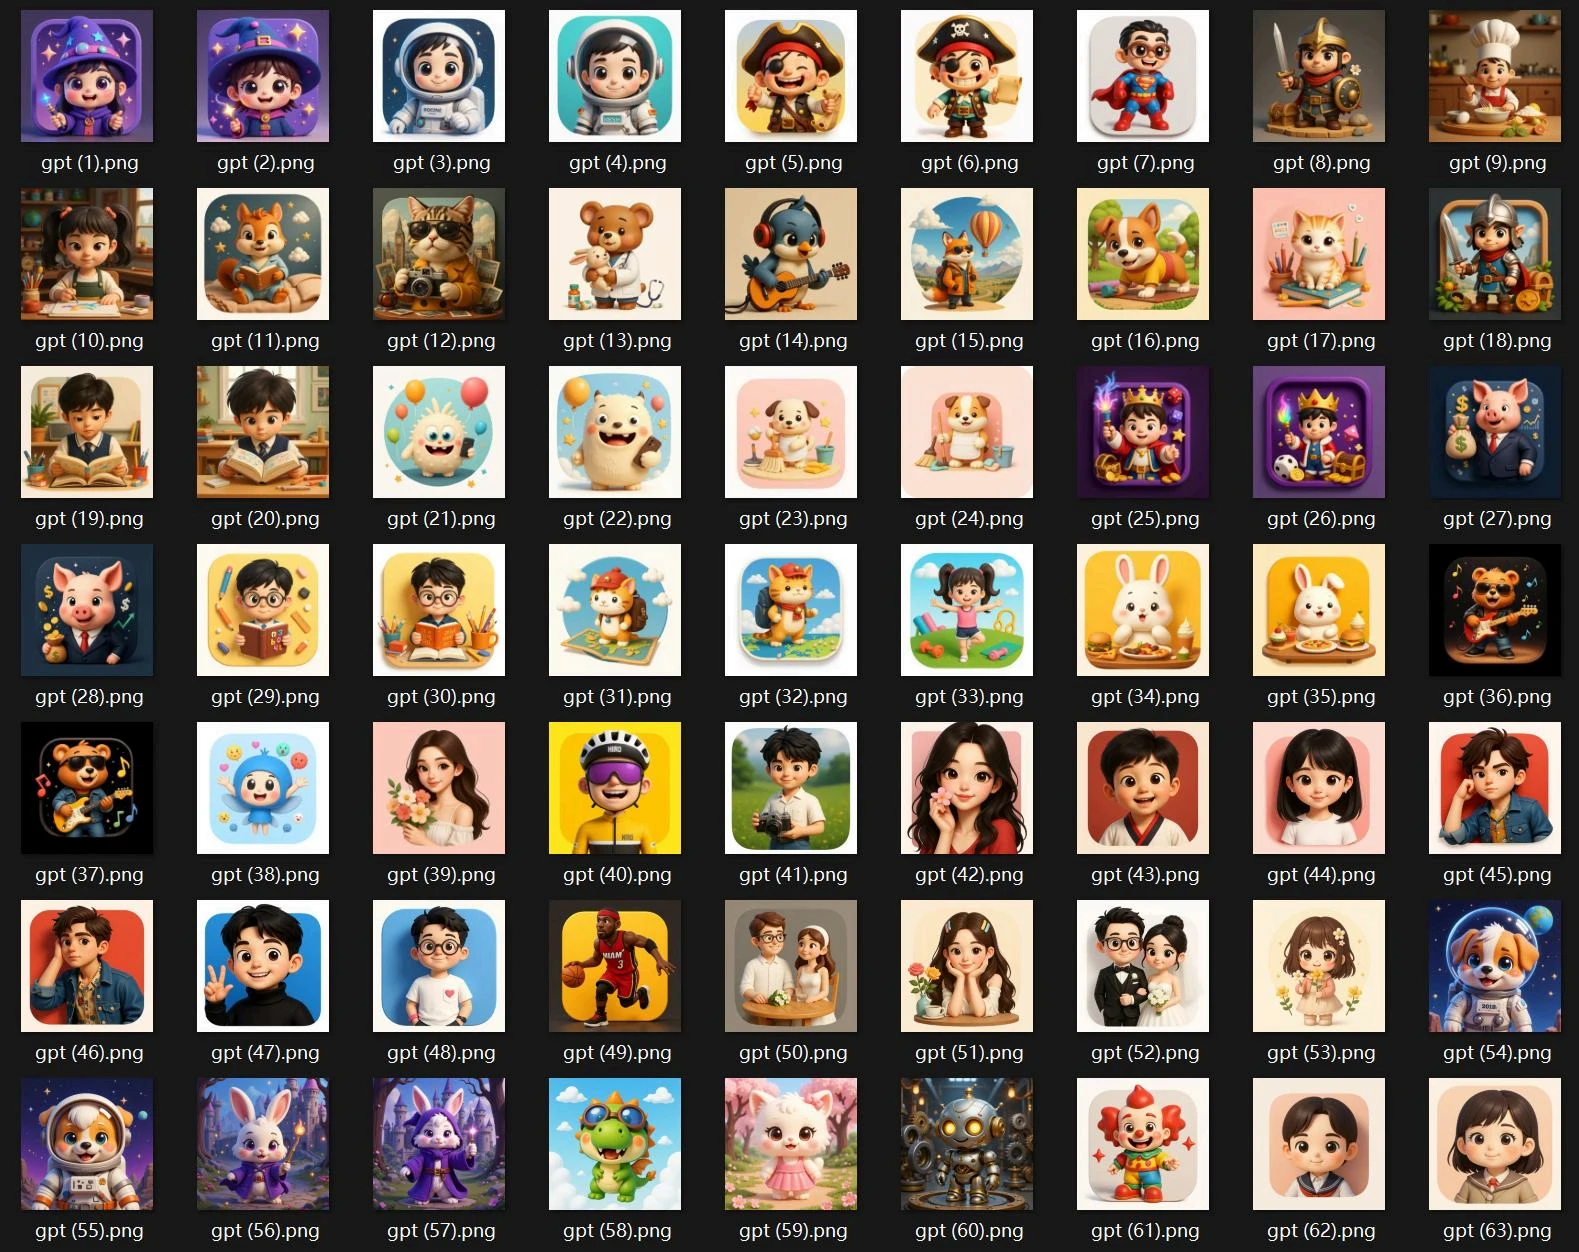 gpt (1).png
gpt (2).png
gpt (3).png
gpt (4).png
gpt (5).png
gpt (6).png
gpt (7).png
gpt (8).png
gpt (9).png
gpt (10).png
gpt (11).png
gpt (12).png
gpt (13).png
gpt (14).png
gpt (15).png
gpt (16).png
gpt (17).png
gpt (18).png
gpt (19).png
gpt (20).png
gpt (21).png
gpt (22).png
gpt (23).png
gpt (24).png
gpt (25).png
gpt (26).png
gpt (27).png
gpt (28).png
gpt (29).png
gpt (30).png
gpt (31).png
gpt (32).png
gpt (33).png
gpt (34).png
gpt (35).png
gpt (36).png
HIRO
HIRO
gpt (37).png
gpt (38).png
gpt (39).png
gpt (40).png
gpt (41).png
gpt (42).png
gpt (43).png
gpt (44).png
gpt (45).png
MIAMI
3
2018
gpt (46).png
gpt (47).png
gpt (48).png
gpt (49).png
gpt (50).png
gpt (51).png
gpt (52).png
gpt (53).png
gpt (54).png
gpt (55).png
gpt (56).png
gpt (57).png
gpt (58).png
gpt (59).png
gpt (60).png
gpt (61).png
gpt (62).png
gpt (63).png